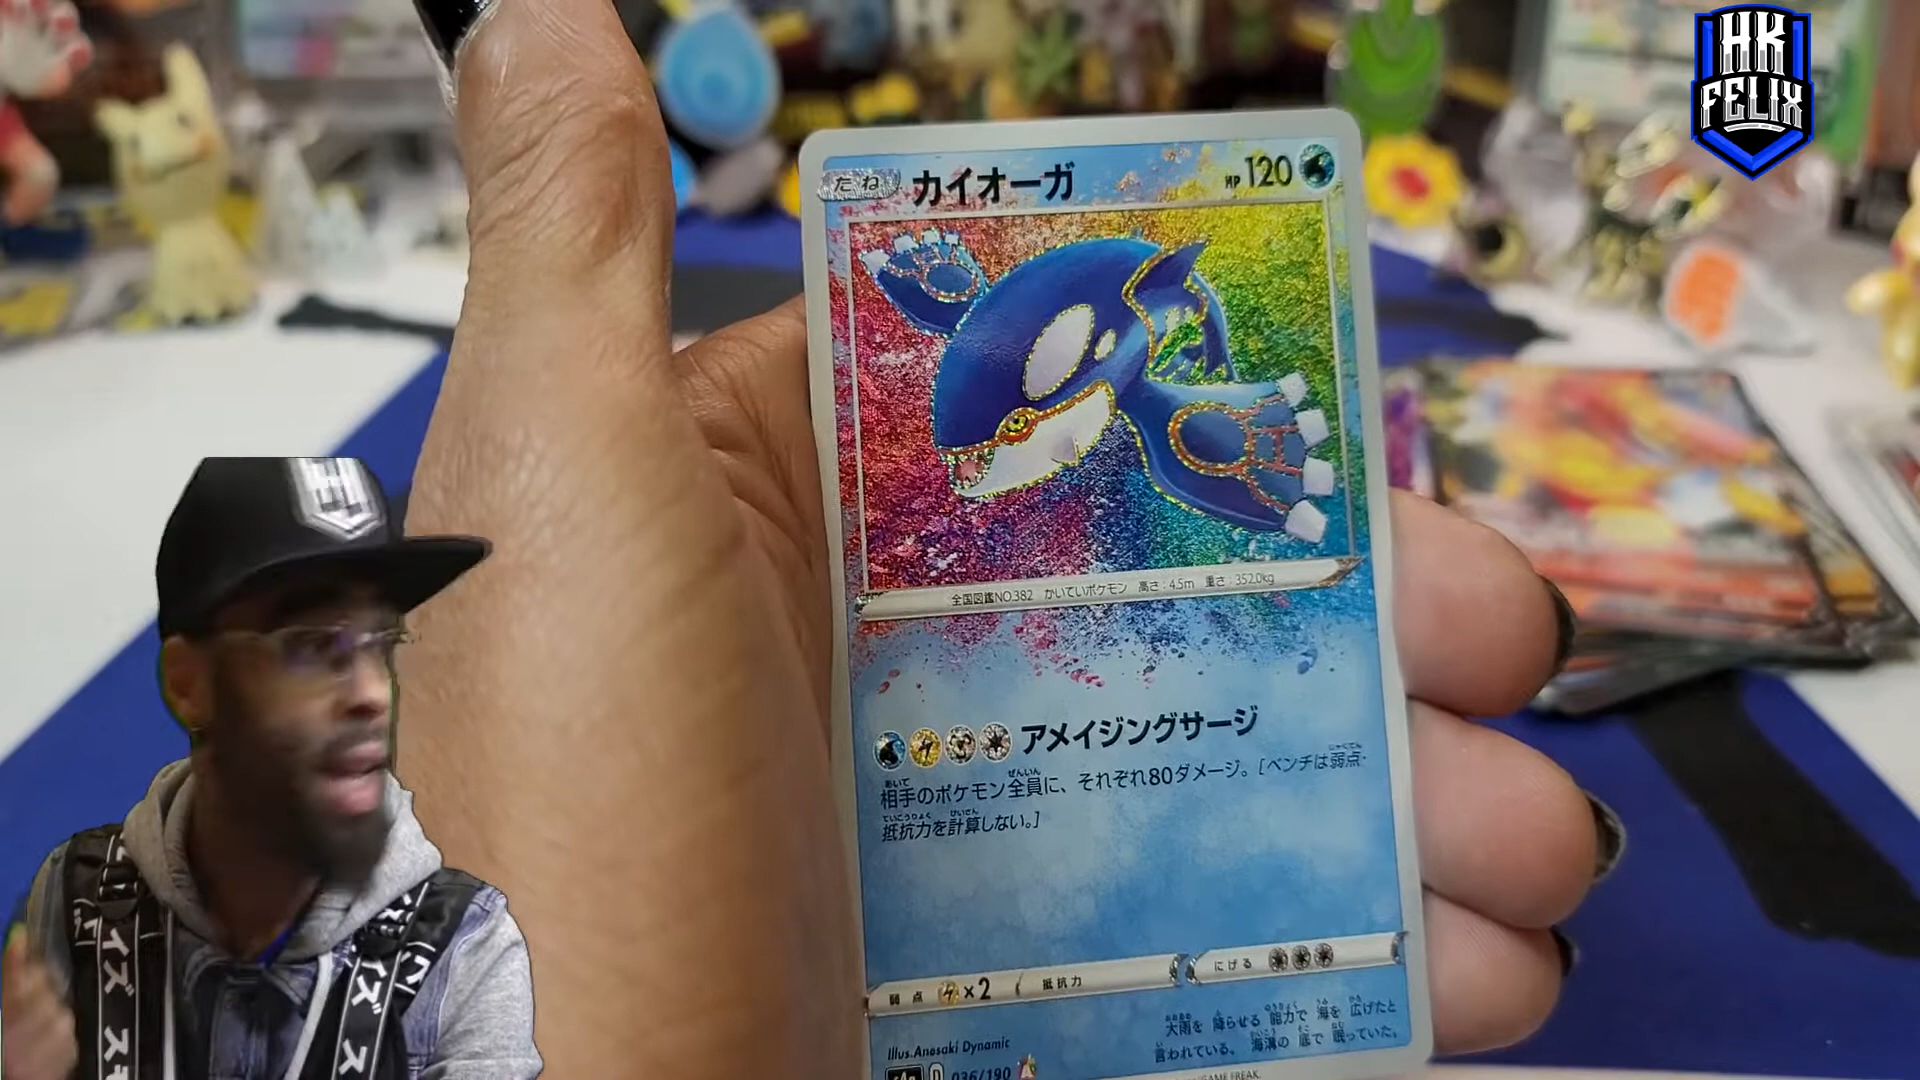 HK
FELIX
たね カイオーガ HP 120
全国図鑑NO.382 かいていポケモン 高さ:4.5m 重さ:352.0kg
アメイジングサージ
相手のポケモン全員に、それぞれ80ダメージ。[ベンチは弱点・
抵抗力を計算しない。]
弱点 ×2 抵抗力 にげる
大雨を 降らせる 能力で 海を 広げたと
言われている。 海溝の 底で 眠っていた。
Illus.Anesaki Dynamic
s4a D 036/190
GAME FREAK.